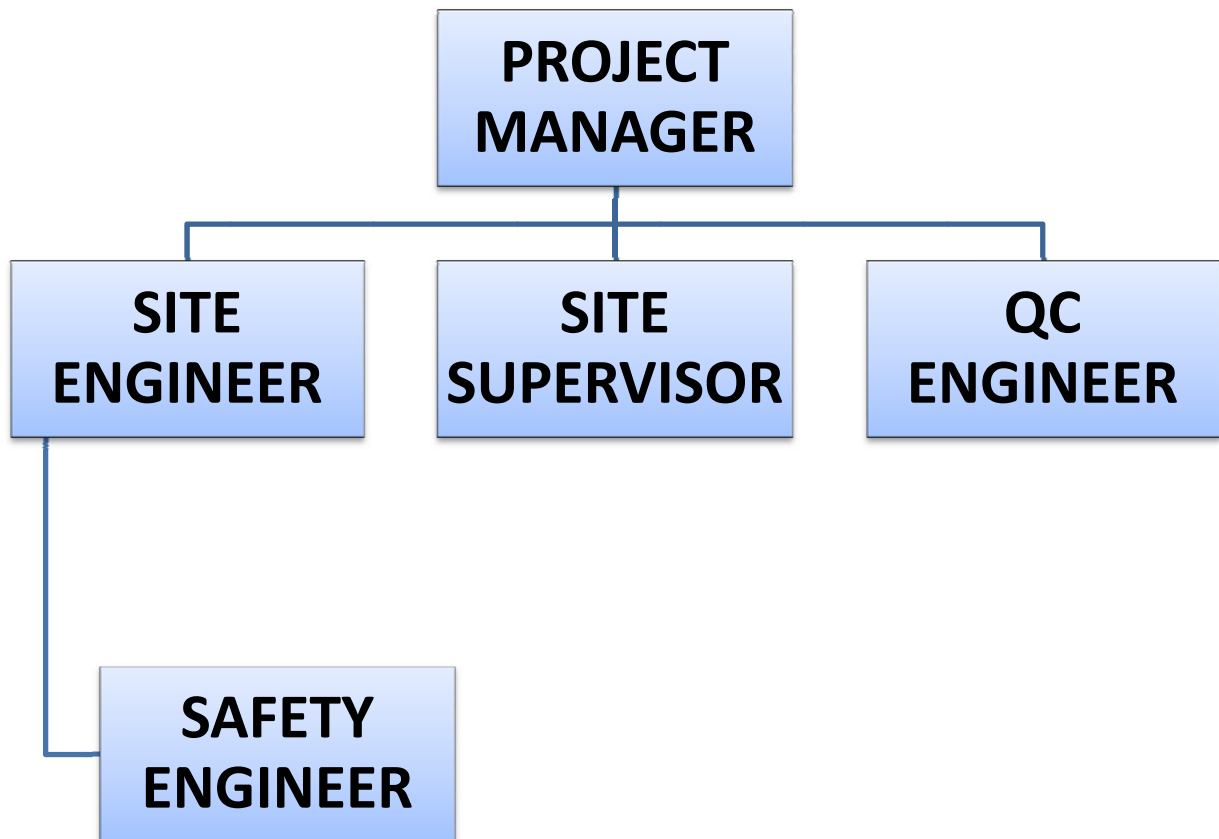 PROJECT
MANAGER
SITE
ENGINEER
SITE
SUPERVISOR
QC
ENGINEER
SAFETY
ENGINEER